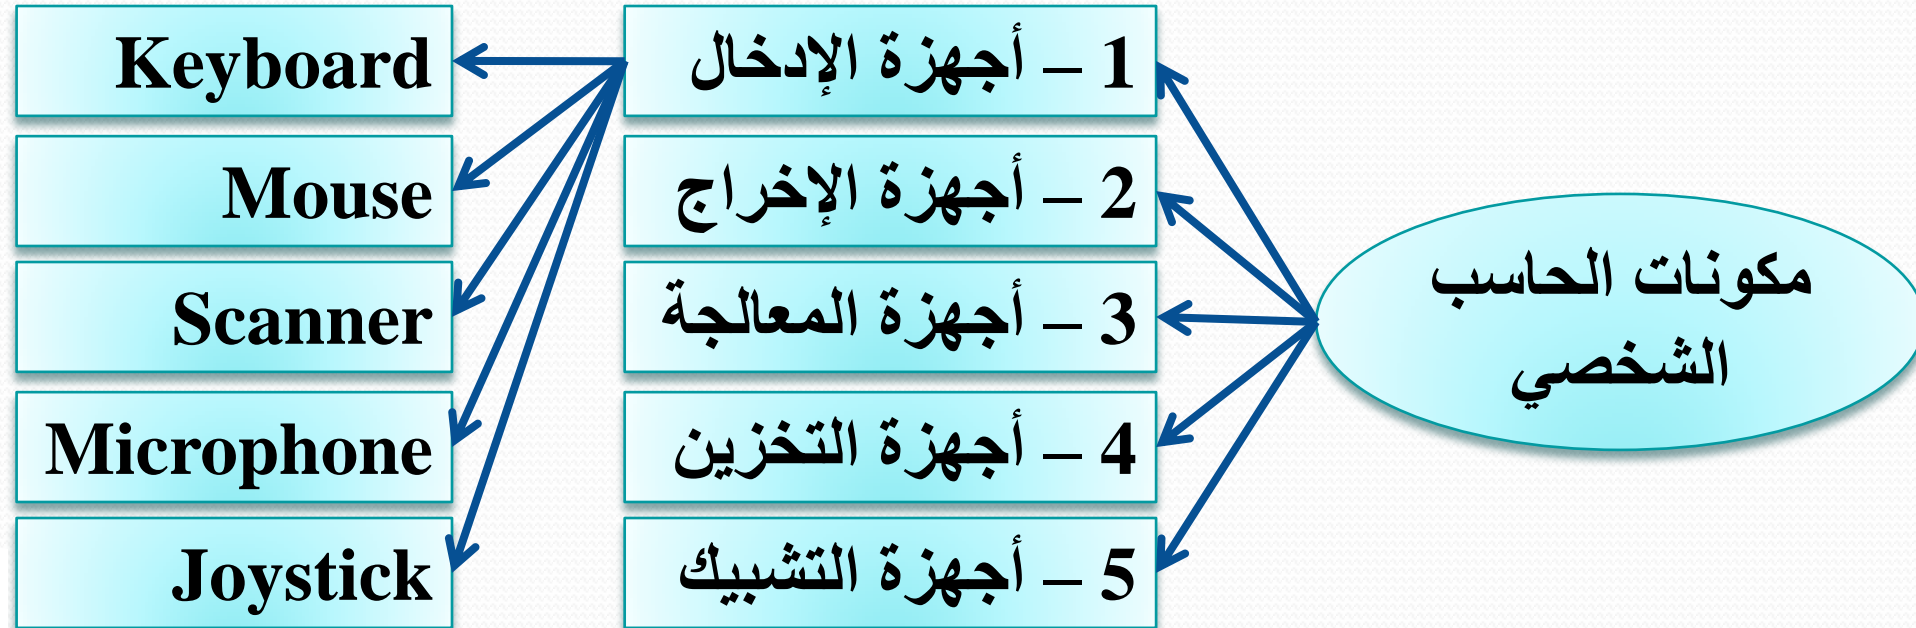 مكونات الحاسب
الشخصي
1 – أجهزة الإدخال
2 – أجهزة الإخراج
3 – أجهزة المعالجة
4 – أجهزة التخزين
5 – أجهزة التشبيك
Keyboard
Mouse
Scanner
Microphone
Joystick